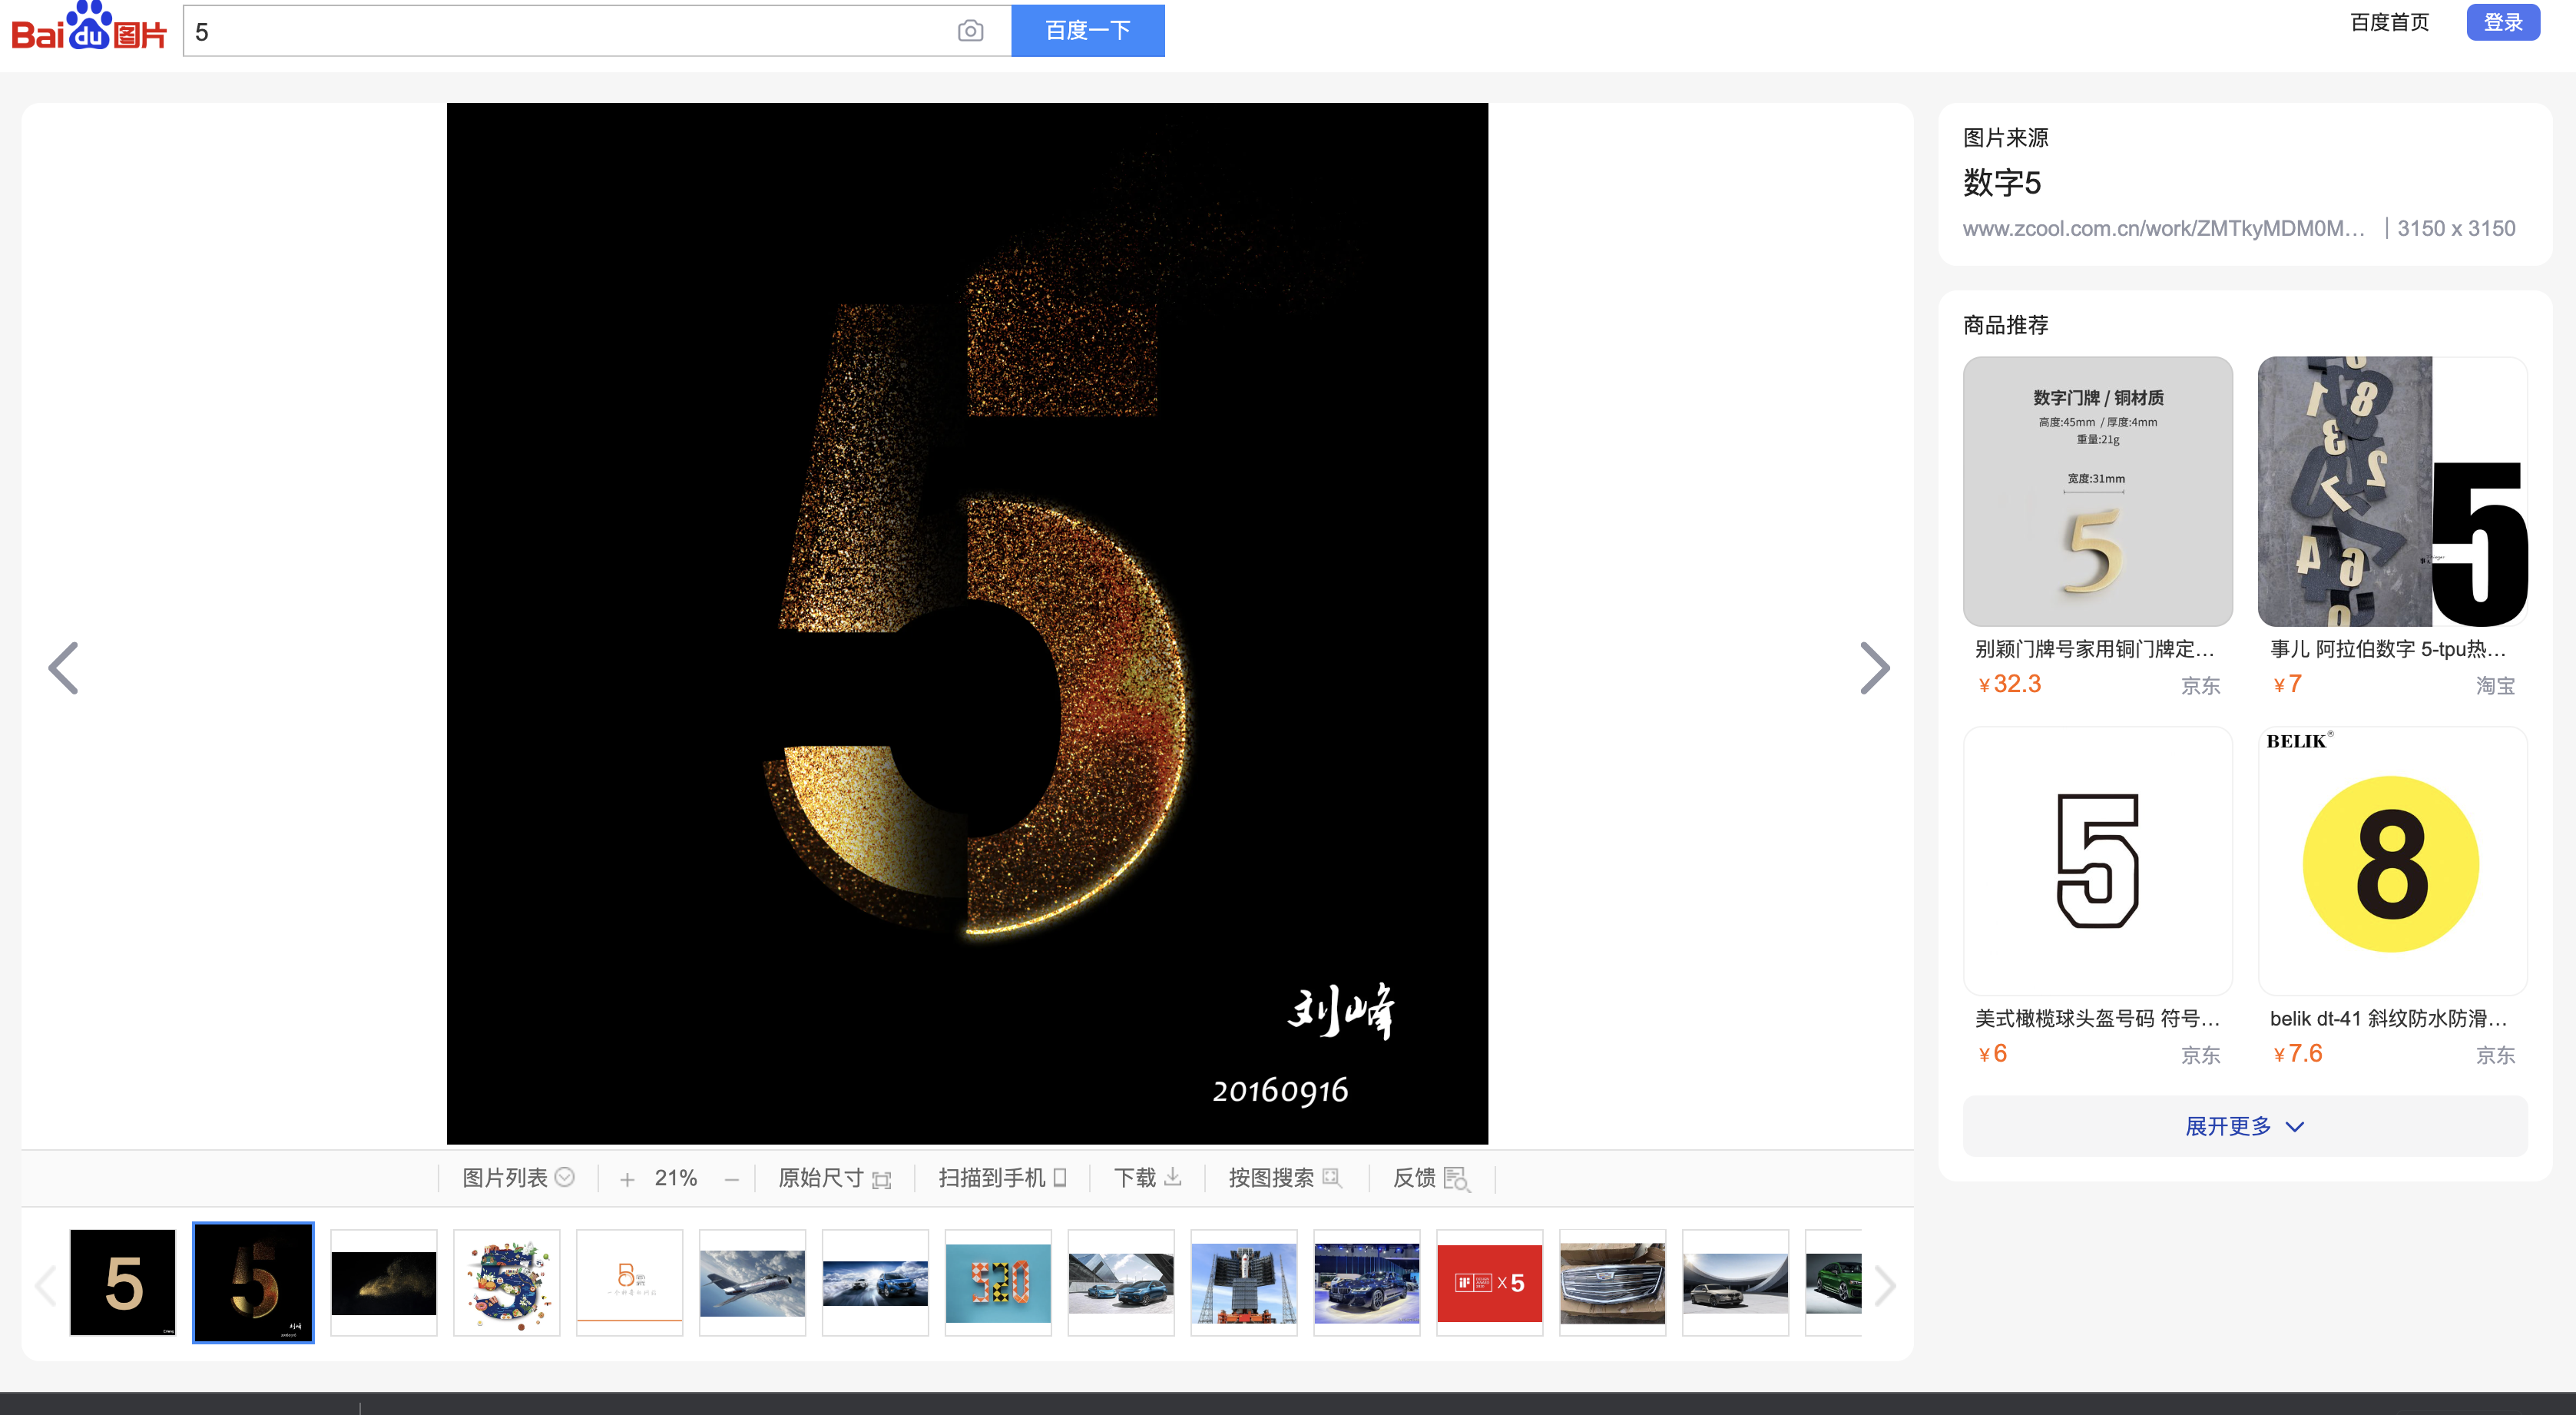 Bai du 图片
5
百度一下
百度首页
登录
图片来源
数字5
www.zcool.com.cn/work/ZMTkyMDM0M... | 3150 x 3150
商品推荐
5
刘峰
20160916
数字门牌 / 铜材质
高度:45mm / 厚度:4mm
重量:21g
宽度:31mm
5
5
别颖门牌号家用铜门牌定...
¥32.3
京东
事儿 阿拉伯数字 5-tpu热...
¥7
淘宝
5
BELIK®
8
美式橄榄球头盔号码 符号...
¥6
京东
belik dt-41 斜纹防水防滑...
¥7.6
京东
展开更多
图片列表
+ 21% −
原始尺寸
扫描到手机
下载
按图搜索
反馈
5
5
5
520
iF
X 5